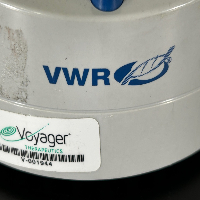 VWR
Voyager
THERAPEUTICS
V-001944